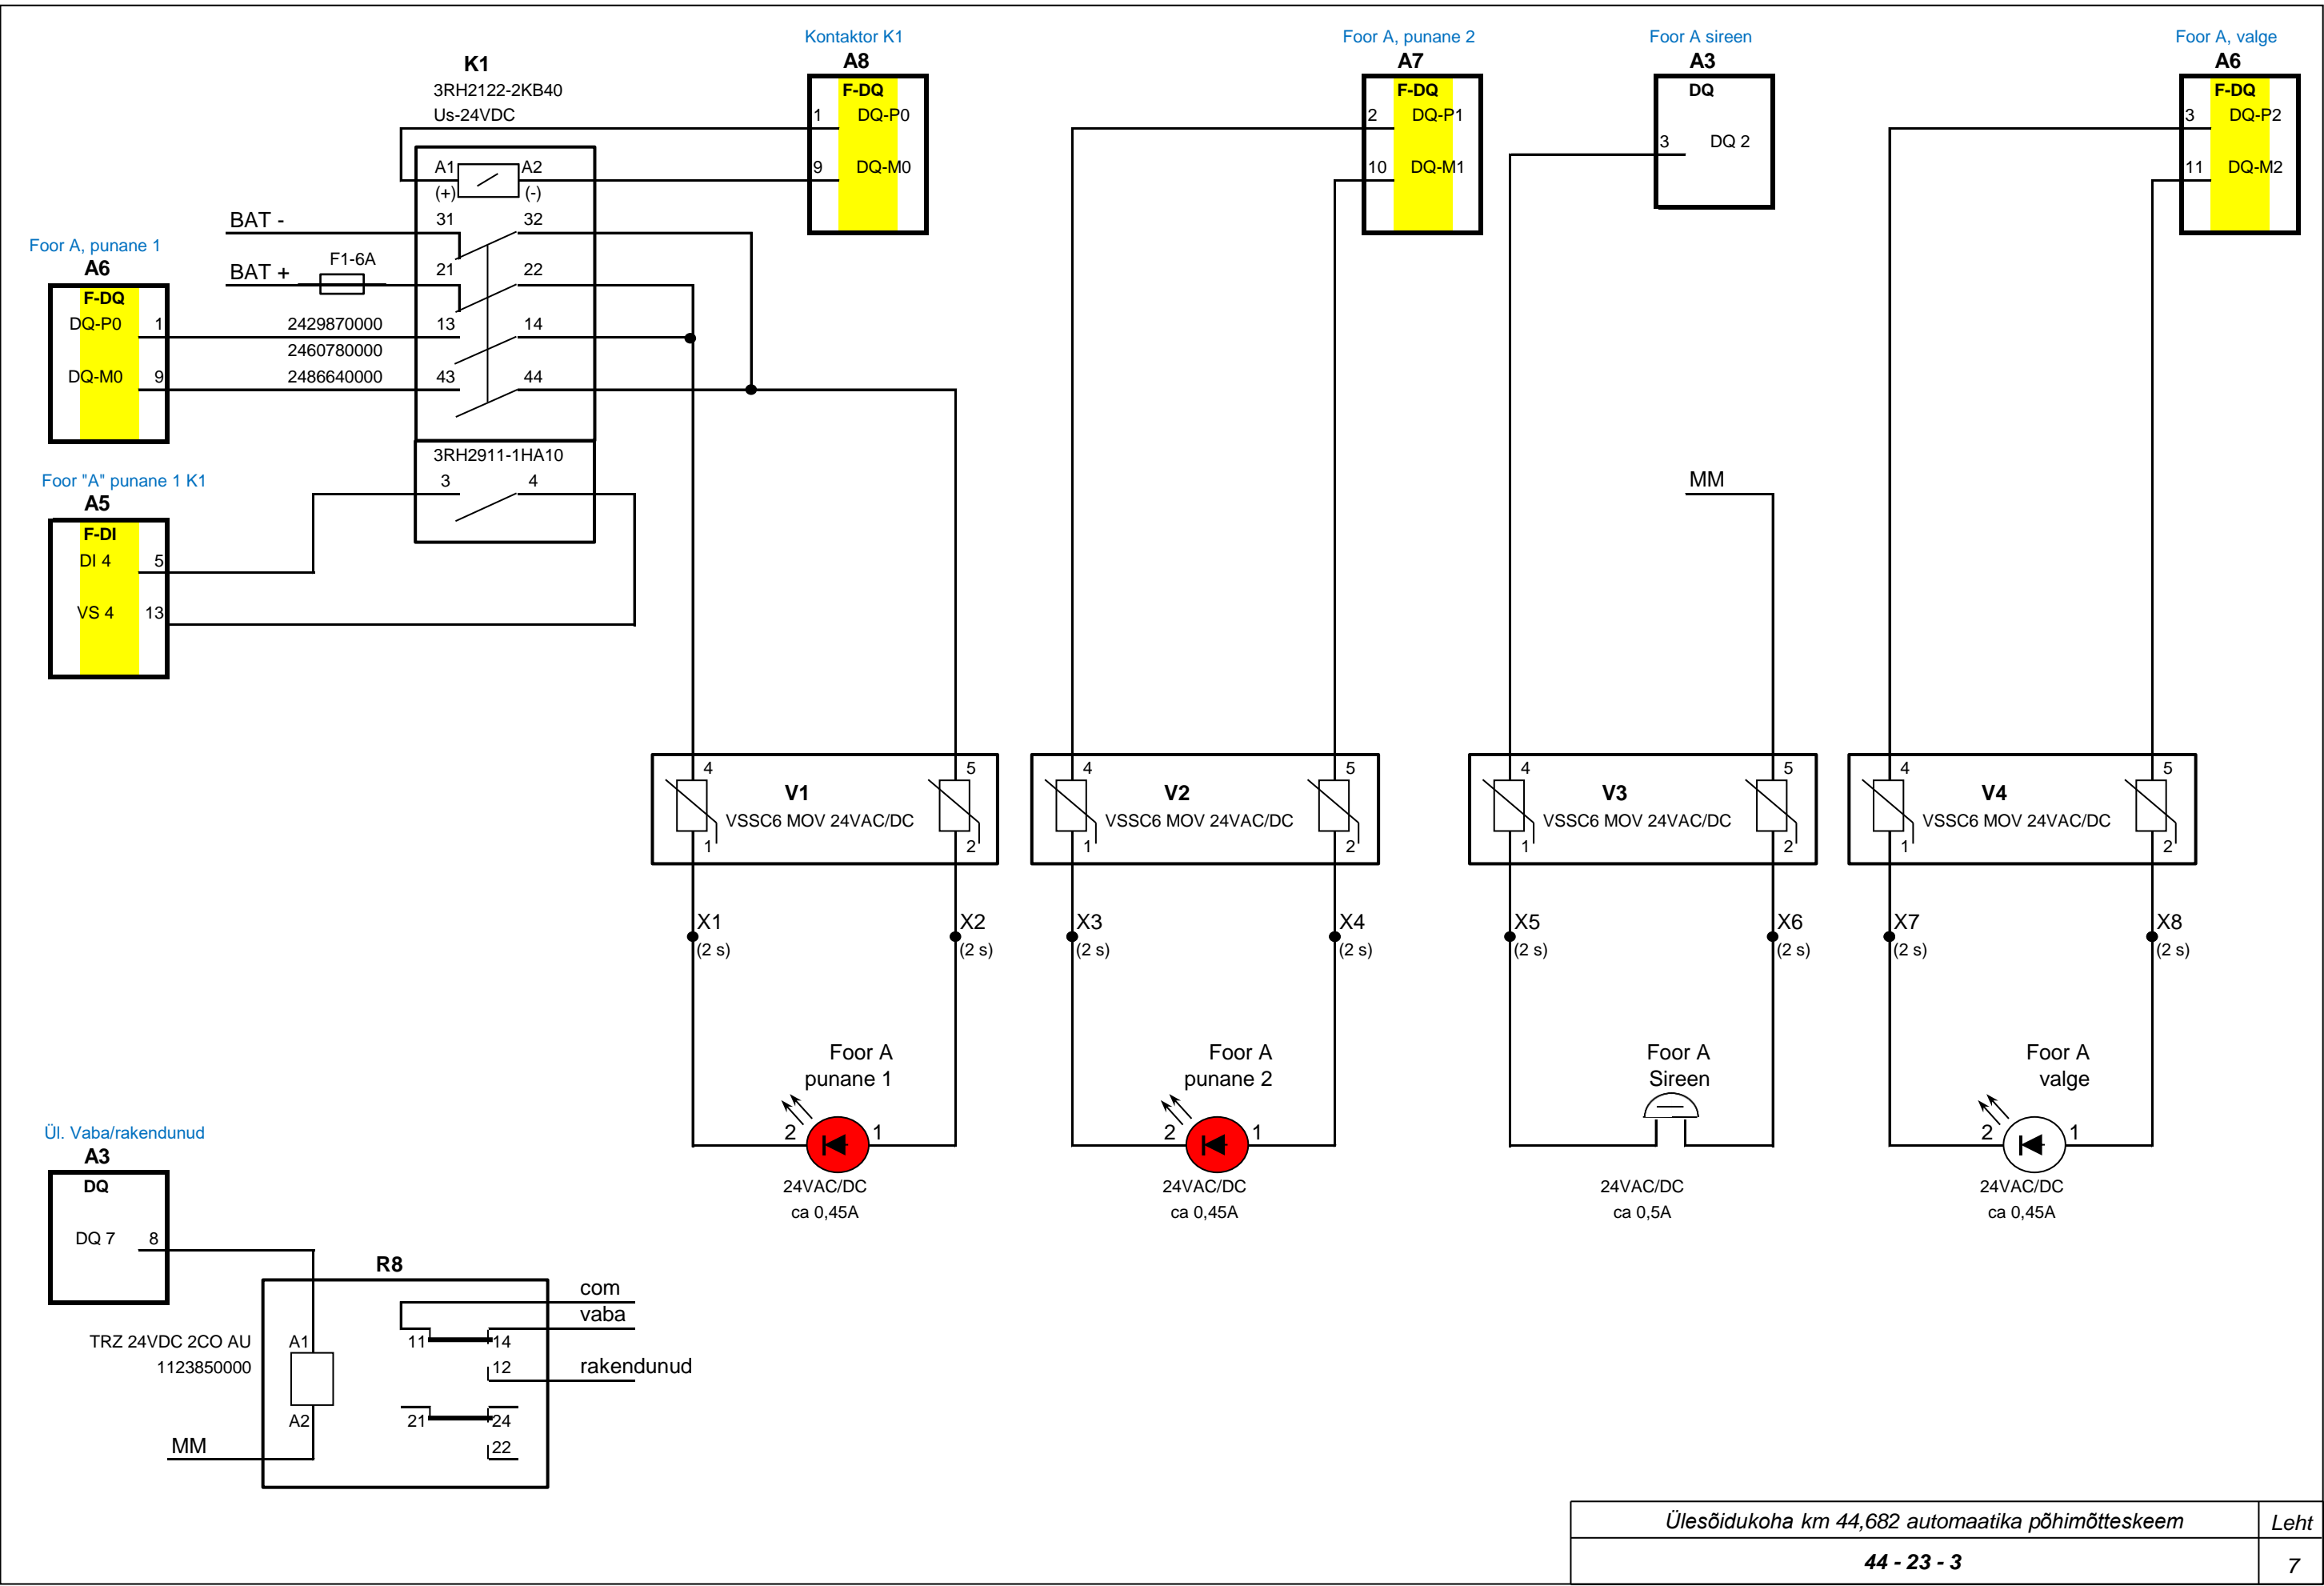 Kontaktor K1
A8
F-DQ
1 DQ-P0
9 DQ-M0
Foor A, punane 2
A7
F-DQ
2 DQ-P1
10 DQ-M1
Foor A sireen
A3
DQ
3 DQ 2
Foor A, valge
A6
F-DQ
3 DQ-P2
11 DQ-M2
K1
3RH2122-2KB40
Us-24VDC
A1 A2
(+) (-)
BAT - 31 32
BAT + F1-6A 21 22
Foor A, punane 1
A6
F-DQ
DQ-P0 1 2429870000 13 14
2460780000
DQ-M0 9 2486640000 43 44
3RH2911-1HA10
3 4
Foor "A" punane 1 K1
A5
F-DI
DI 4 5
VS 4 13
MM
4 5
V1
VSSC6 MOV 24VAC/DC
1 2
4 5
V2
VSSC6 MOV 24VAC/DC
1 2
4 5
V3
VSSC6 MOV 24VAC/DC
1 2
4 5
V4
VSSC6 MOV 24VAC/DC
1 2
X1 X2 X3 X4 X5 X6 X7 X8
(2 s) (2 s) (2 s) (2 s) (2 s) (2 s) (2 s) (2 s)
Foor A
punane 1
2 1
24VAC/DC
ca 0,45A
Foor A
punane 2
2 1
24VAC/DC
ca 0,45A
Foor A
Sireen
24VAC/DC
ca 0,5A
Foor A
valge
2 1
24VAC/DC
ca 0,45A
Ül. Vaba/rakendunud
A3
DQ
DQ 7 8
R8
com
vaba
TRZ 24VDC 2CO AU A1 11 14
1123850000 12 rakendunud
A2 21 24
MM 22
Ülesõidukoha km 44,682 automaatika põhimõtteskeem Leht
44 - 23 - 3 7